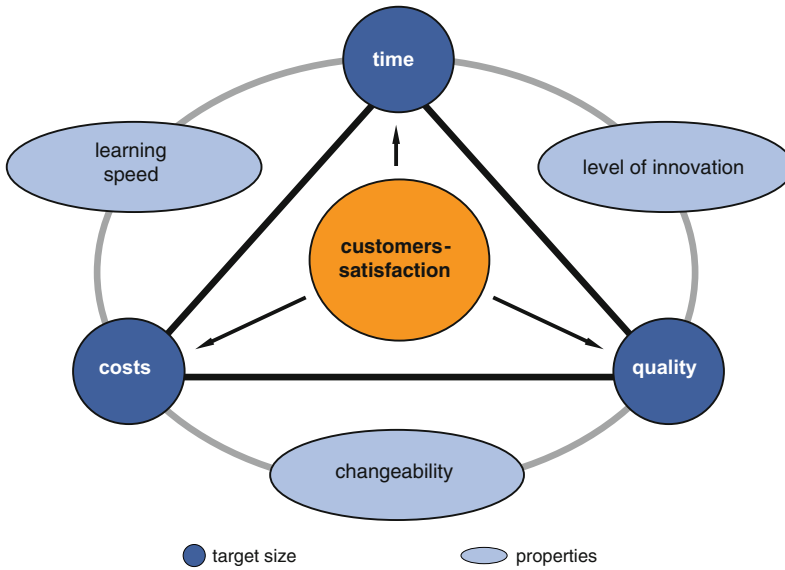 time
learning
speed
level of innovation
customers-
satisfaction
costs
quality
changeability
target size
properties